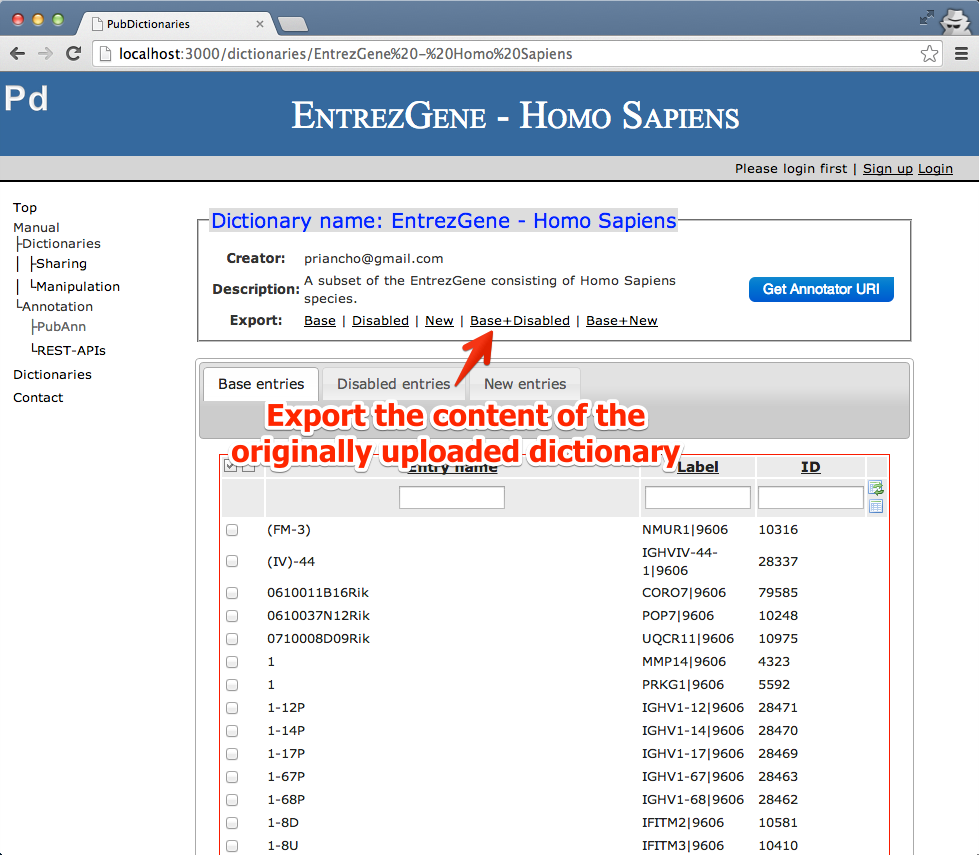 PubDictionaries
localhost:3000/dictionaries/EntrezGene%20-%20Homo%20Sapiens
Pd
EntrezGene - Homo Sapiens
Please login first | Sign up Login
Top
Manual
├Dictionaries
│ ├Sharing
│ └Manipulation
└Annotation
├PubAnn
└REST-APIs
Dictionaries
Contact
Dictionary name: EntrezGene - Homo Sapiens
Creator: priancho@gmail.com
Description: A subset of the EntrezGene consisting of Homo Sapiens
species.
Get Annotator URI
Export: Base | Disabled | New | Base+Disabled | Base+New
Base entries Disabled entries New entries
Export the content of the
originally uploaded dictionary
Entry name Label ID
(FM-3) NMUR1|9606 10316
(IV)-44 IGHVIV-44-
1|9606 28337
0610011B16Rik CORO7|9606 79585
0610037N12Rik POP7|9606 10248
0710008D09Rik UQCR11|9606 10975
1 MMP14|9606 4323
1 PRKG1|9606 5592
1-12P IGHV1-12|9606 28471
1-14P IGHV1-14|9606 28470
1-17P IGHV1-17|9606 28469
1-67P IGHV1-67|9606 28463
1-68P IGHV1-68|9606 28462
1-8D IFITM2|9606 10581
1-8U IFITM3|9606 10410